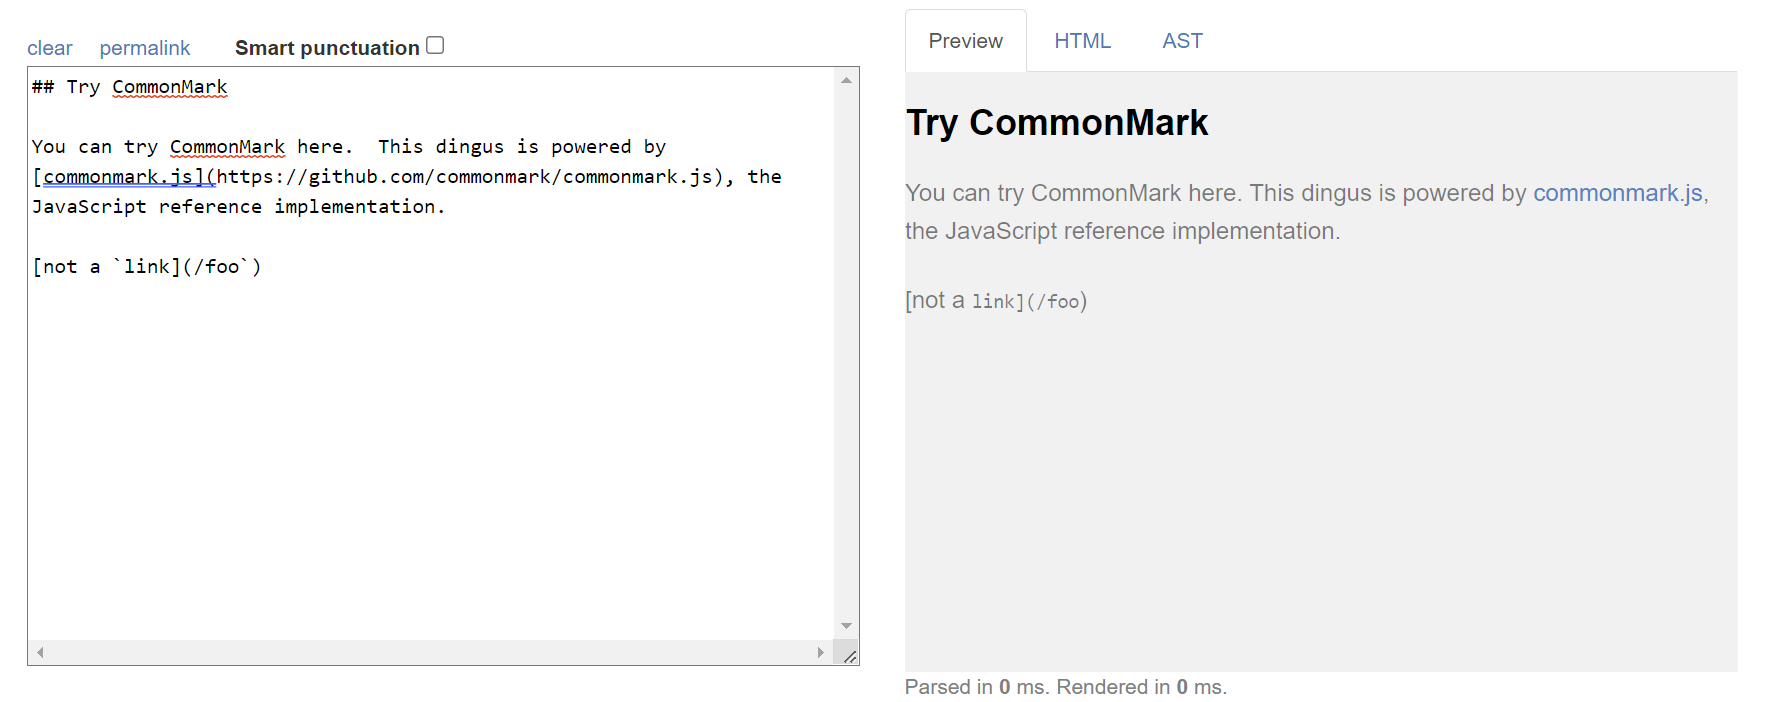 clear permalink Smart punctuation
## Try CommonMark
You can try CommonMark here.  This dingus is powered by
[commonmark.js](https://github.com/commonmark/commonmark.js), the
JavaScript reference implementation.
[not a `link](/foo`)
Preview HTML AST
Try CommonMark
You can try CommonMark here. This dingus is powered by commonmark.js,
the JavaScript reference implementation.
[not a link](/foo)
Parsed in 0 ms. Rendered in 0 ms.